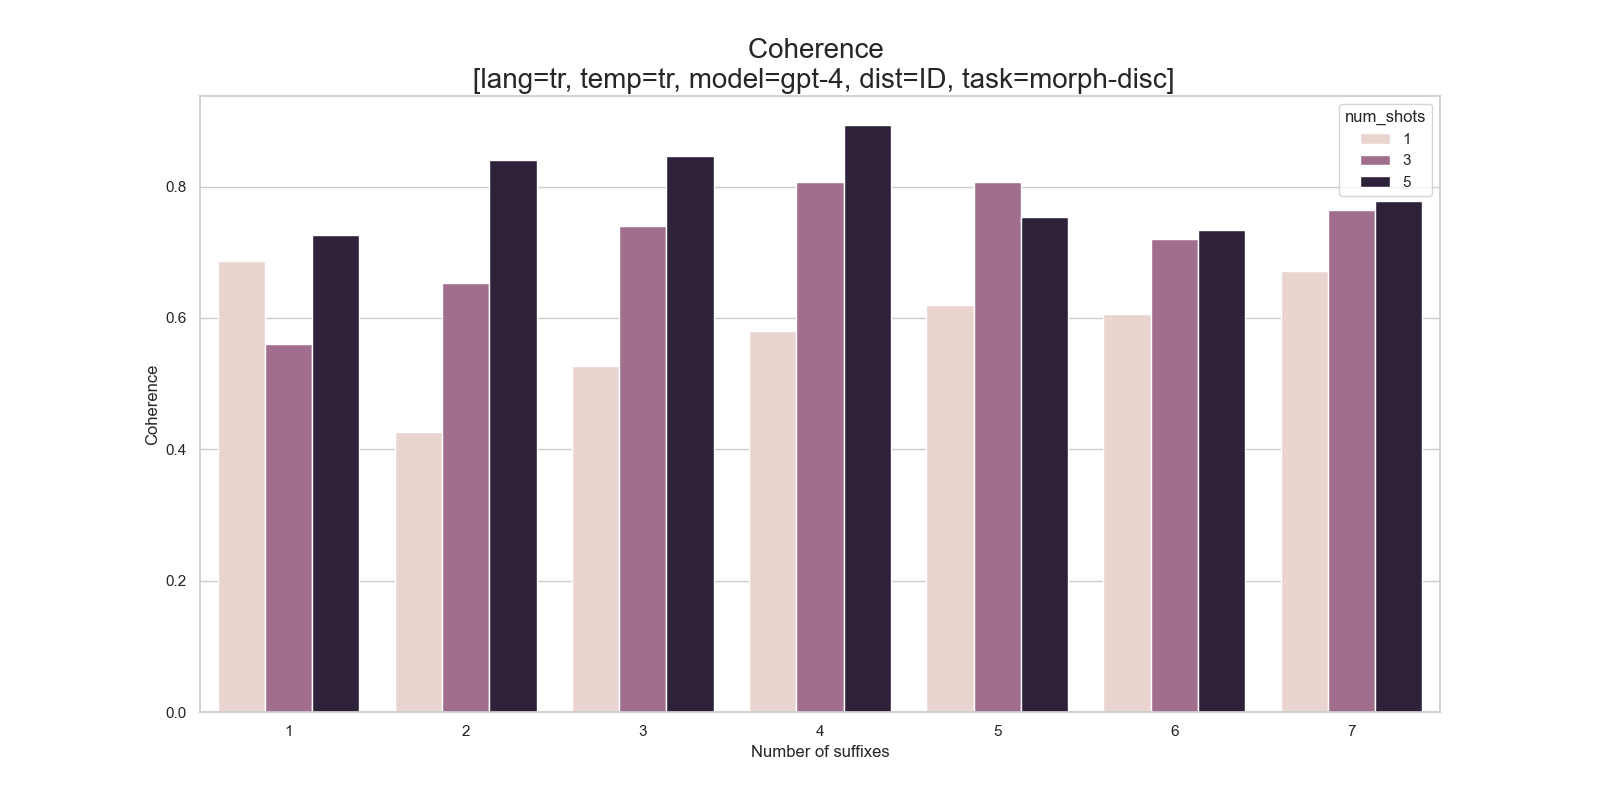 Coherence
[lang=tr, temp=tr, model=gpt-4, dist=ID, task=morph-disc]
num_shots
1
3
5
Coherence
0.8
0.6
0.4
0.2
0.0
1 2 3 4 5 6 7
Number of suffixes